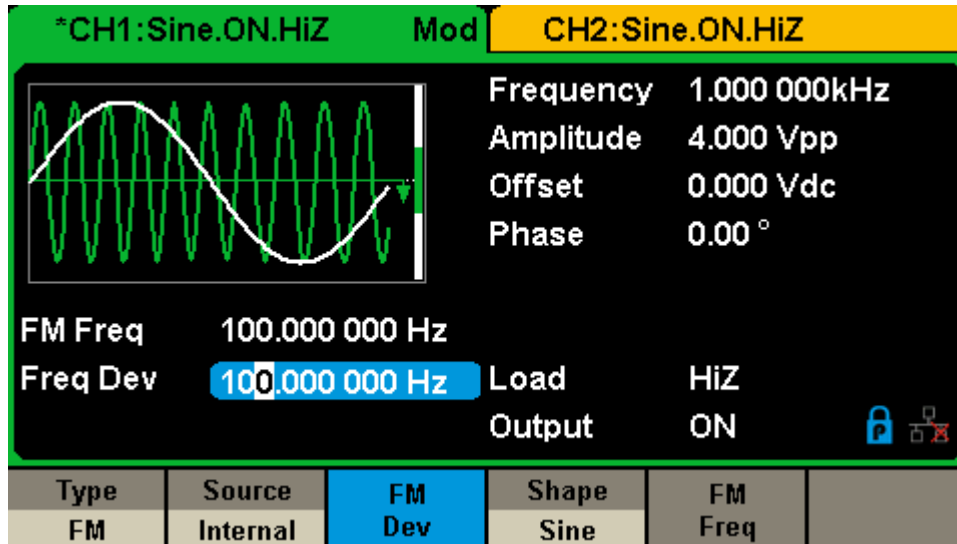 *CH1:Sine.ON.HiZ Mod CH2:Sine.ON.HiZ
Frequency 1.000 000kHz
Amplitude 4.000 Vpp
Offset 0.000 Vdc
Phase 0.00 °
FM Freq 100.000 000 Hz
Freq Dev 100.000 000 Hz Load HiZ
Output ON P
Type Source FM Shape FM
FM Internal Dev Sine Freq